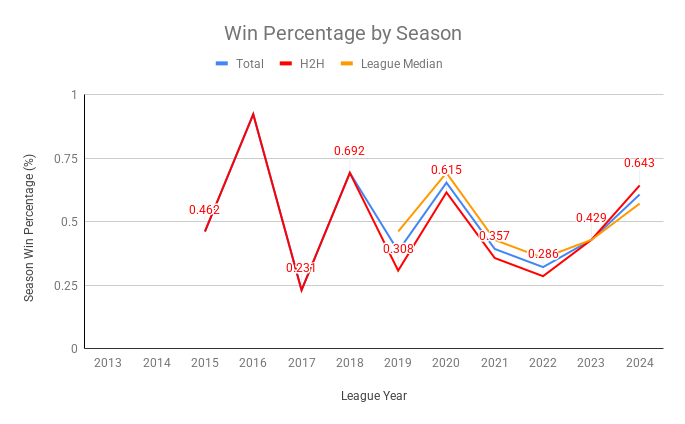 Win Percentage by Season
Total H2H League Median
Season Win Percentage (%)
1
0.75
0.5
0.25
0
0.462
0.231
0.692
0.308
0.615
0.357
0.286
0.429
0.643
2013 2014 2015 2016 2017 2018 2019 2020 2021 2022 2023 2024
League Year